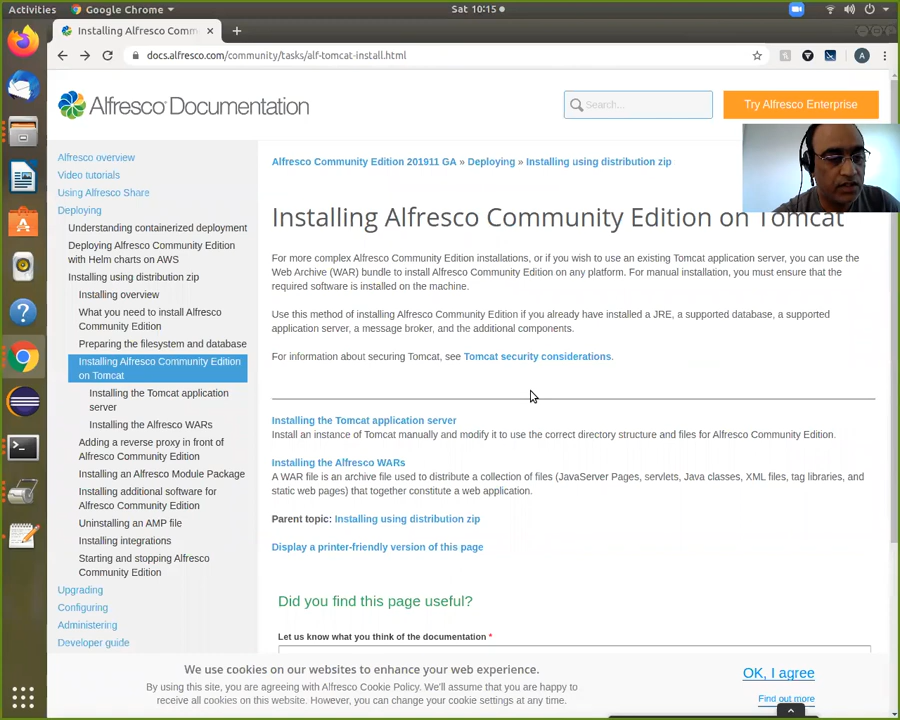 Activities
Google Chrome
Sat 10:15
Installing Alfresco Comm
docs.alfresco.com/community/tasks/alf-tomcat-install.html
A
Alfresco Documentation
Search...
Try Alfresco Enterprise
Alfresco overview
Video tutorials
Using Alfresco Share
Deploying
Understanding containerized deployment
Deploying Alfresco Community Edition
with Helm charts on AWS
Installing using distribution zip
Installing overview
What you need to install Alfresco
Community Edition
Preparing the filesystem and database
Installing Alfresco Community Edition
on Tomcat
Installing the Tomcat application
server
Installing the Alfresco WARs
Adding a reverse proxy in front of
Alfresco Community Edition
Installing an Alfresco Module Package
Installing additional software for
Alfresco Community Edition
Uninstalling an AMP file
Installing integrations
Starting and stopping Alfresco
Community Edition
Upgrading
Configuring
Administering
Developer guide
Alfresco Community Edition 201911 GA » Deploying » Installing using distribution zip
Installing Alfresco Community Edition on Tomcat
For more complex Alfresco Community Edition installations, or if you wish to use an existing Tomcat application server, you can use the
Web Archive (WAR) bundle to install Alfresco Community Edition on any platform. For manual installation, you must ensure that the
required software is installed on the machine.
Use this method of installing Alfresco Community Edition if you already have installed a JRE, a supported database, a supported
application server, a message broker, and the additional components.
For information about securing Tomcat, see Tomcat security considerations.
Installing the Tomcat application server
Install an instance of Tomcat manually and modify it to use the correct directory structure and files for Alfresco Community Edition.
Installing the Alfresco WARs
A WAR file is an archive file used to distribute a collection of files (JavaServer Pages, servlets, Java classes, XML files, tag libraries, and
static web pages) that together constitute a web application.
Parent topic: Installing using distribution zip
Display a printer-friendly version of this page
Did you find this page useful?
Let us know what you think of the documentation *
We use cookies on our websites to enhance your web experience.
By using this site, you are agreeing with Alfresco Cookie Policy. We'll assume that you are happy to
receive all cookies on this website. However, you can change your cookie settings at any time.
OK, I agree
Find out more